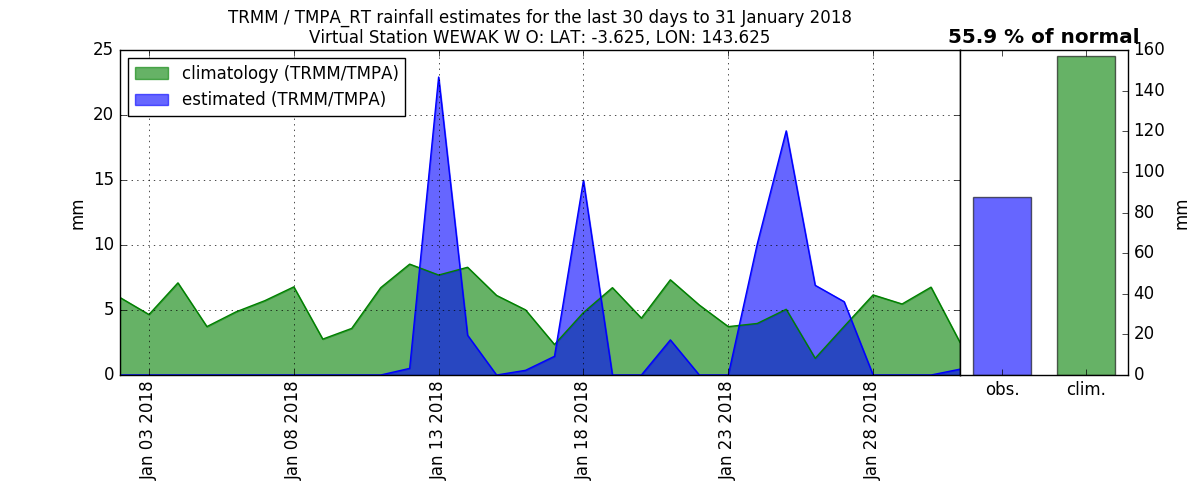 TRMM / TMPA_RT rainfall estimates for the last 30 days to 31 January 2018
Virtual Station WEWAK W O: LAT: -3.625, LON: 143.625
55.9 % of normal
climatology (TRMM/TMPA)
estimated (TRMM/TMPA)
25
20
15
10
5
0
mm
Jan 03 2018
Jan 08 2018
Jan 13 2018
Jan 18 2018
Jan 23 2018
Jan 28 2018
160
140
120
100
80
60
40
20
0
mm
obs.
clim.